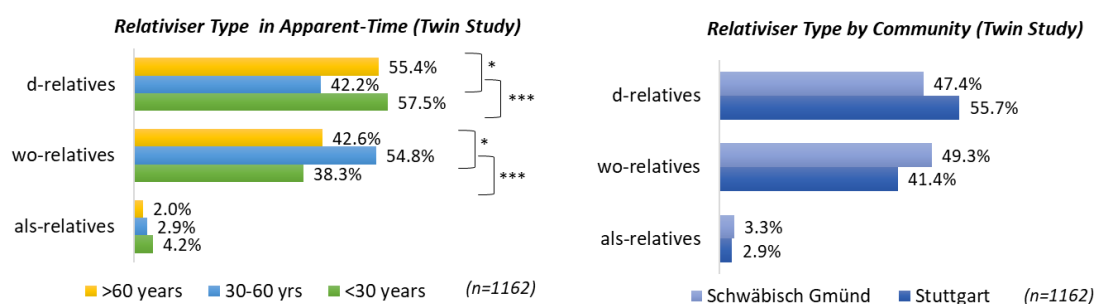 Relativiser Type in Apparent-Time (Twin Study)
d-relatives
55.4%
42.2%
57.5%
*
***
wo-relatives
42.6%
54.8%
38.3%
*
***
als-relatives
2.0%
2.9%
4.2%
>60 years
30-60 yrs
<30 years
(n=1162)
Relativiser Type by Community (Twin Study)
d-relatives
47.4%
55.7%
wo-relatives
49.3%
41.4%
als-relatives
3.3%
2.9%
Schwäbisch Gmünd
Stuttgart
(n=1162)